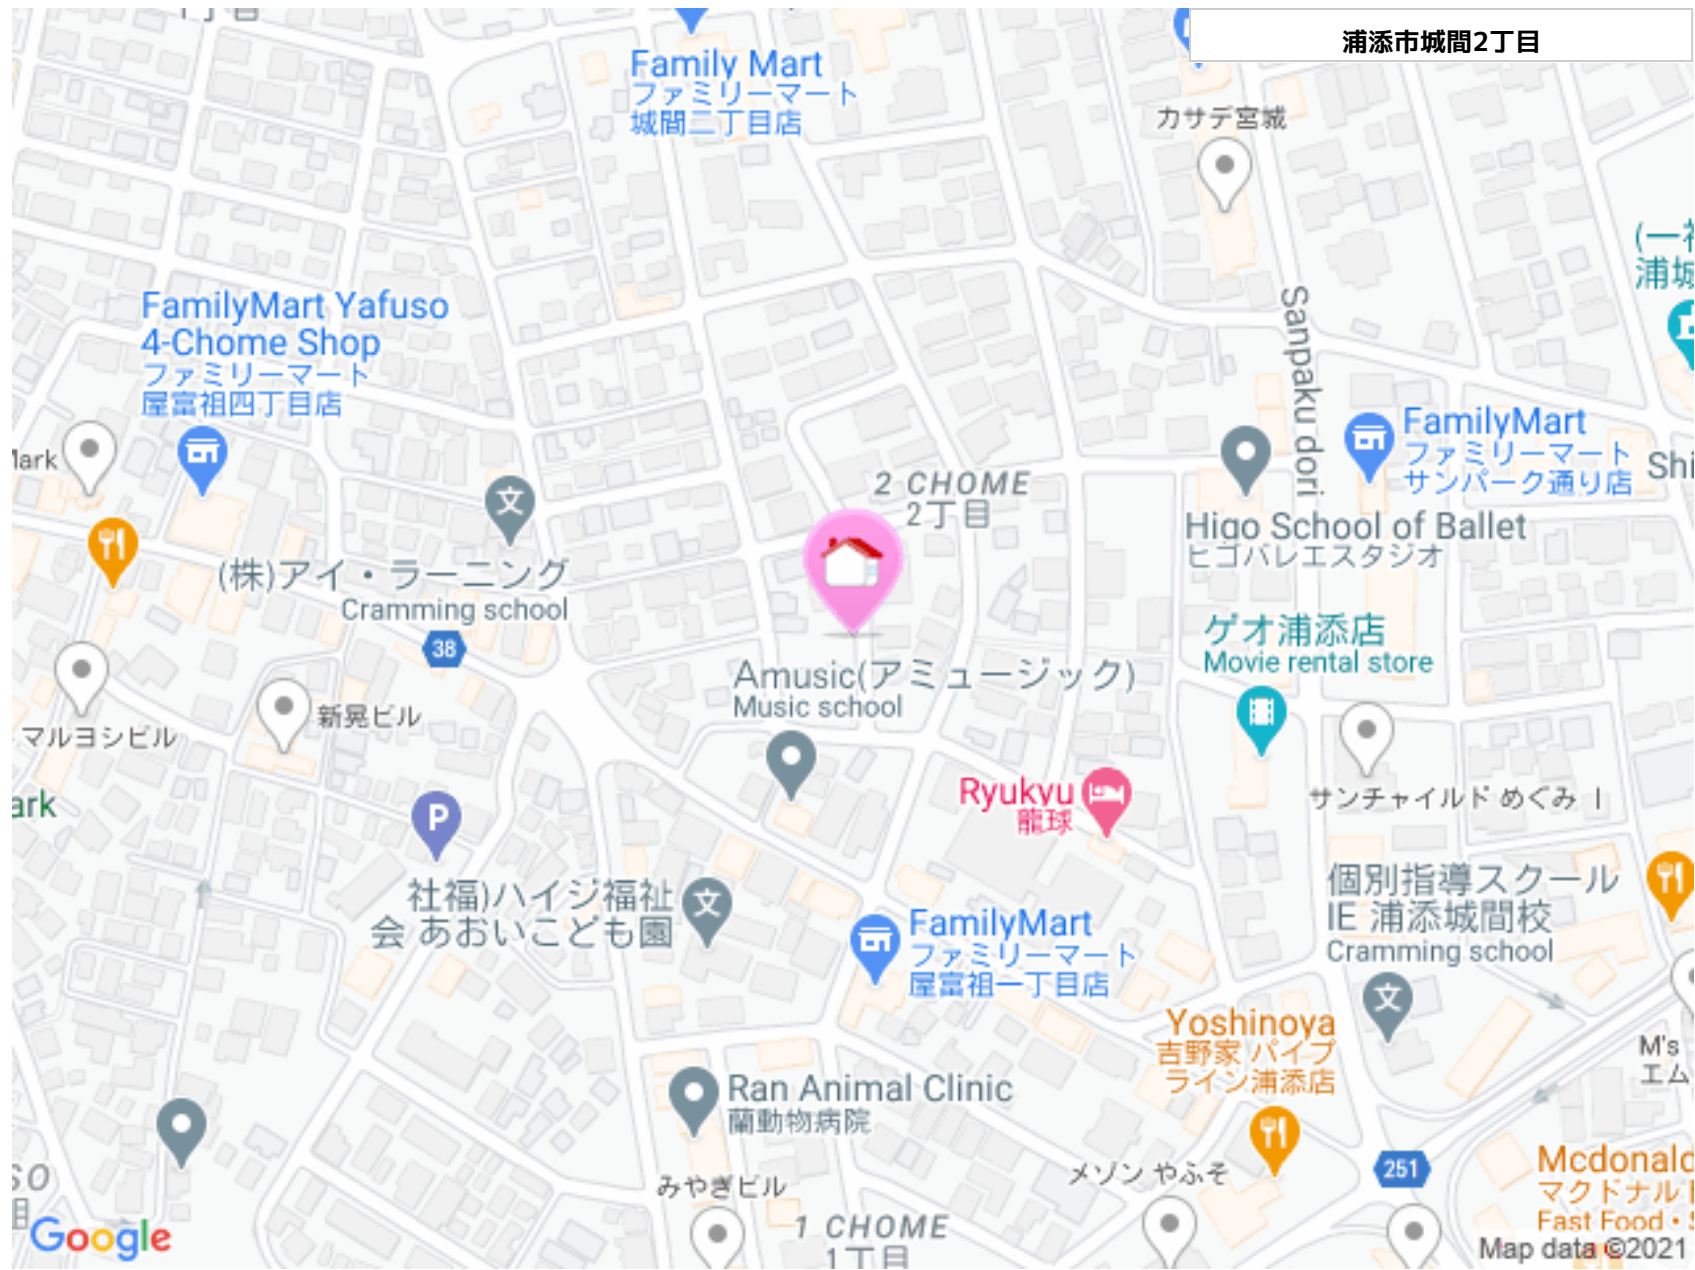 浦添市城間2丁目
Family Mart
ファミリーマート
城間二丁目店
カサデ宮城
FamilyMart Yafuso
4-Chome Shop
ファミリーマート
屋富祖四丁目店
Sanpaku dori
FamilyMart
ファミリーマート
サンパーク通り店
2 CHOME
2丁目
Higo School of Ballet
ヒゴバレエスタジオ
(株)アイ・ラーニング
Cramming school
38
ゲオ浦添店
Movie rental store
Amusic(アミュージック)
Music school
新晃ビル
マルヨシビル
Ryukyu
龍球
サンチャイルド めぐみ I
P
社福)ハイジ福祉
会 あおいこども園
文
個別指導スクール
IE 浦添城間校
Cramming school
FamilyMart
ファミリーマート
屋富祖一丁目店
Yoshinoya
吉野家 パイプ
ライン浦添店
M's
エム
Ran Animal Clinic
蘭動物病院
みやぎビル
メゾン やふそ
251
Mcdonald
マクドナル
Fast Food
1 CHOME
1丁目
Google
Map data ©2021